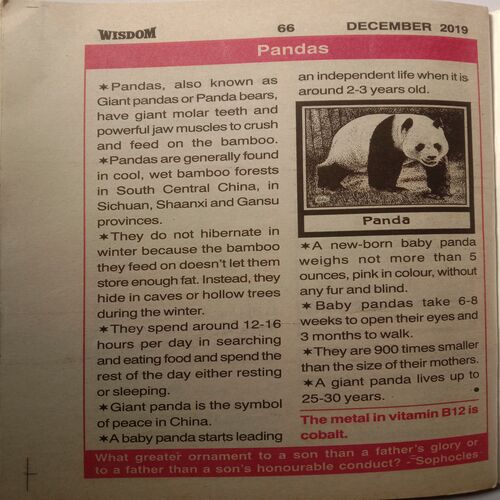 WISDOM 66 DECEMBER 2019
Pandas
✶Pandas, also known as
Giant pandas or Panda bears,
have giant molar teeth and
powerful jaw muscles to crush
and feed on the bamboo.
✶Pandas are generally found
in cool, wet bamboo forests
in South Central China, in
Sichuan, Shaanxi and Gansu
provinces.
✶They do not hibernate in
winter because the bamboo
they feed on doesn't let them
store enough fat. Instead, they
hide in caves or hollow trees
during the winter.
✶They spend around 12-16
hours per day in searching
and eating food and spend the
rest of the day either resting
or sleeping.
✶Giant panda is the symbol
of peace in China.
✶A baby panda starts leading
an independent life when it is
around 2-3 years old.
Panda
✶A new-born baby panda
weighs not more than 5
ounces, pink in colour, without
any fur and blind.
✶Baby pandas take 6-8
weeks to open their eyes and
3 months to walk.
✶They are 900 times smaller
than the size of their mothers.
✶A giant panda lives up to
25-30 years.
The metal in vitamin B12 is
cobalt.
What greater ornament to a son than a father's glory or
to a father than a son's honourable conduct? - Sophocles